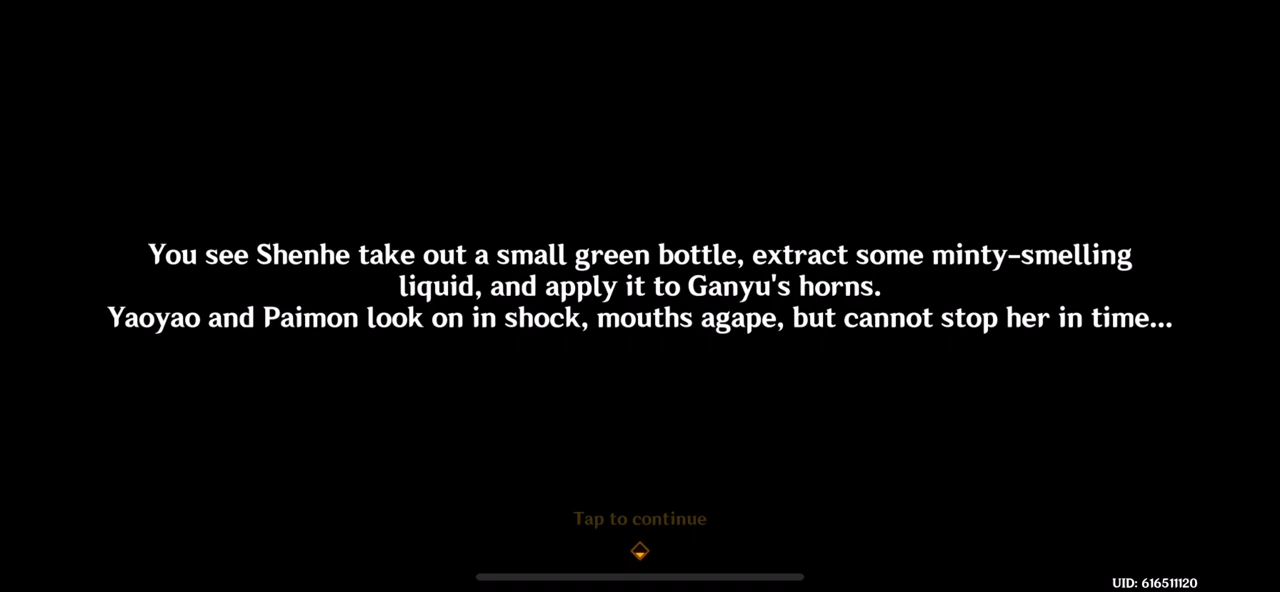 You see Shenhe take out a small green bottle, extract some minty-smelling
liquid, and apply it to Ganyu's horns.
Yaoyao and Paimon look on in shock, mouths agape, but cannot stop her in time...
Tap to continue
UID: 616511120